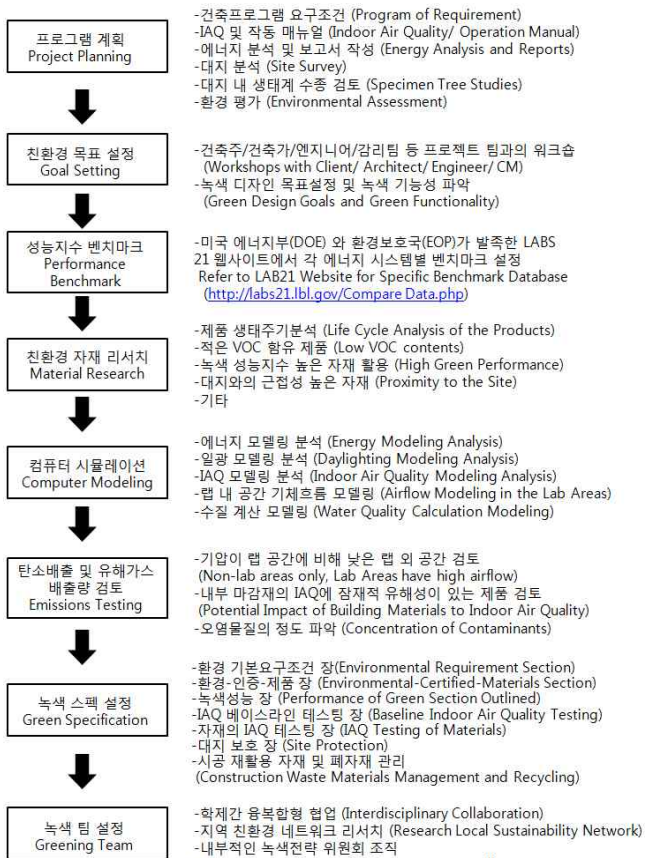 프로그램 계획
Project Planning
-건축프로그램 요구조건 (Program of Requirement)
-IAQ 및 작동 매뉴얼 (Indoor Air Quality/ Operation Manual)
-에너지 분석 및 보고서 작성 (Energy Analysis and Reports)
-대지 분석 (Site Survey)
-대지 내 생태계 수종 검토 (Specimen Tree Studies)
-환경 평가 (Environmental Assessment)
친환경 목표 설정
Goal Setting
-건축주/건축가/엔지니어/감리팀 등 프로젝트 팀과의 워크숍
(Workshops with Client/ Architect/ Engineer/ CM)
-녹색 디자인 목표설정 및 녹색 기능성 파악
(Green Design Goals and Green Functionality)
성능지수 벤치마크
Performance
Benchmark
-미국 에너지부(DOE) 와 환경보호국(EOP)가 발족한 LABS
21 웹사이트에서 각 에너지 시스템별 벤치마크 설정
Refer to LAB21 Website for Specific Benchmark Database
(http://labs21.lbl.gov/Compare Data.php)
친환경 자재 리서치
Material Research
-제품 생태주기분석 (Life Cycle Analysis of the Products)
-적은 VOC 함유 제품 (Low VOC contents)
-녹색 성능지수 높은 자재 활용 (High Green Performance)
-대지와의 근접성 높은 자재 (Proximity to the Site)
-기타
컴퓨터 시뮬레이션
Computer Modeling
-에너지 모델링 분석 (Energy Modeling Analysis)
-일광 모델링 분석 (Daylighting Modeling Analysis)
-IAQ 모델링 분석 (Indoor Air Quality Modeling Analysis)
-랩 내 공간 기체흐름 모델링 (Airflow Modeling in the Lab Areas)
-수질 계산 모델링 (Water Quality Calculation Modeling)
탄소배출 및 유해가스
배출량 검토
Emissions Testing
-기압이 랩 공간에 비해 낮은 랩 외 공간 검토
(Non-lab areas only, Lab Areas have high airflow)
-내부 마감재의 IAQ에 잠재적 유해성이 있는 제품 검토
(Potential Impact of Building Materials to Indoor Air Quality)
-오염물질의 정도 파악 (Concentration of Contaminants)
녹색 스펙 설정
Green Specification
-환경 기본요구조건 장(Environmental Requirement Section)
-환경-인증-제품 장 (Environmental-Certified-Materials Section)
-녹색성능 장 (Performance of Green Section Outlined)
-IAQ 베이스라인 테스팅 장 (Baseline Indoor Air Quality Testing)
-자재의 IAQ 테스팅 장 (IAQ Testing of Materials)
-대지 보호 장 (Site Protection)
-시공 재활용 자재 및 폐자재 관리
(Construction Waste Materials Management and Recycling)
녹색 팀 설정
Greening Team
-학제간 융복합형 협업 (Interdisciplinary Collaboration)
-지역 친환경 네트워크 리서치 (Research Local Sustainability Network)
-내부적인 녹색전략 위원회 조직